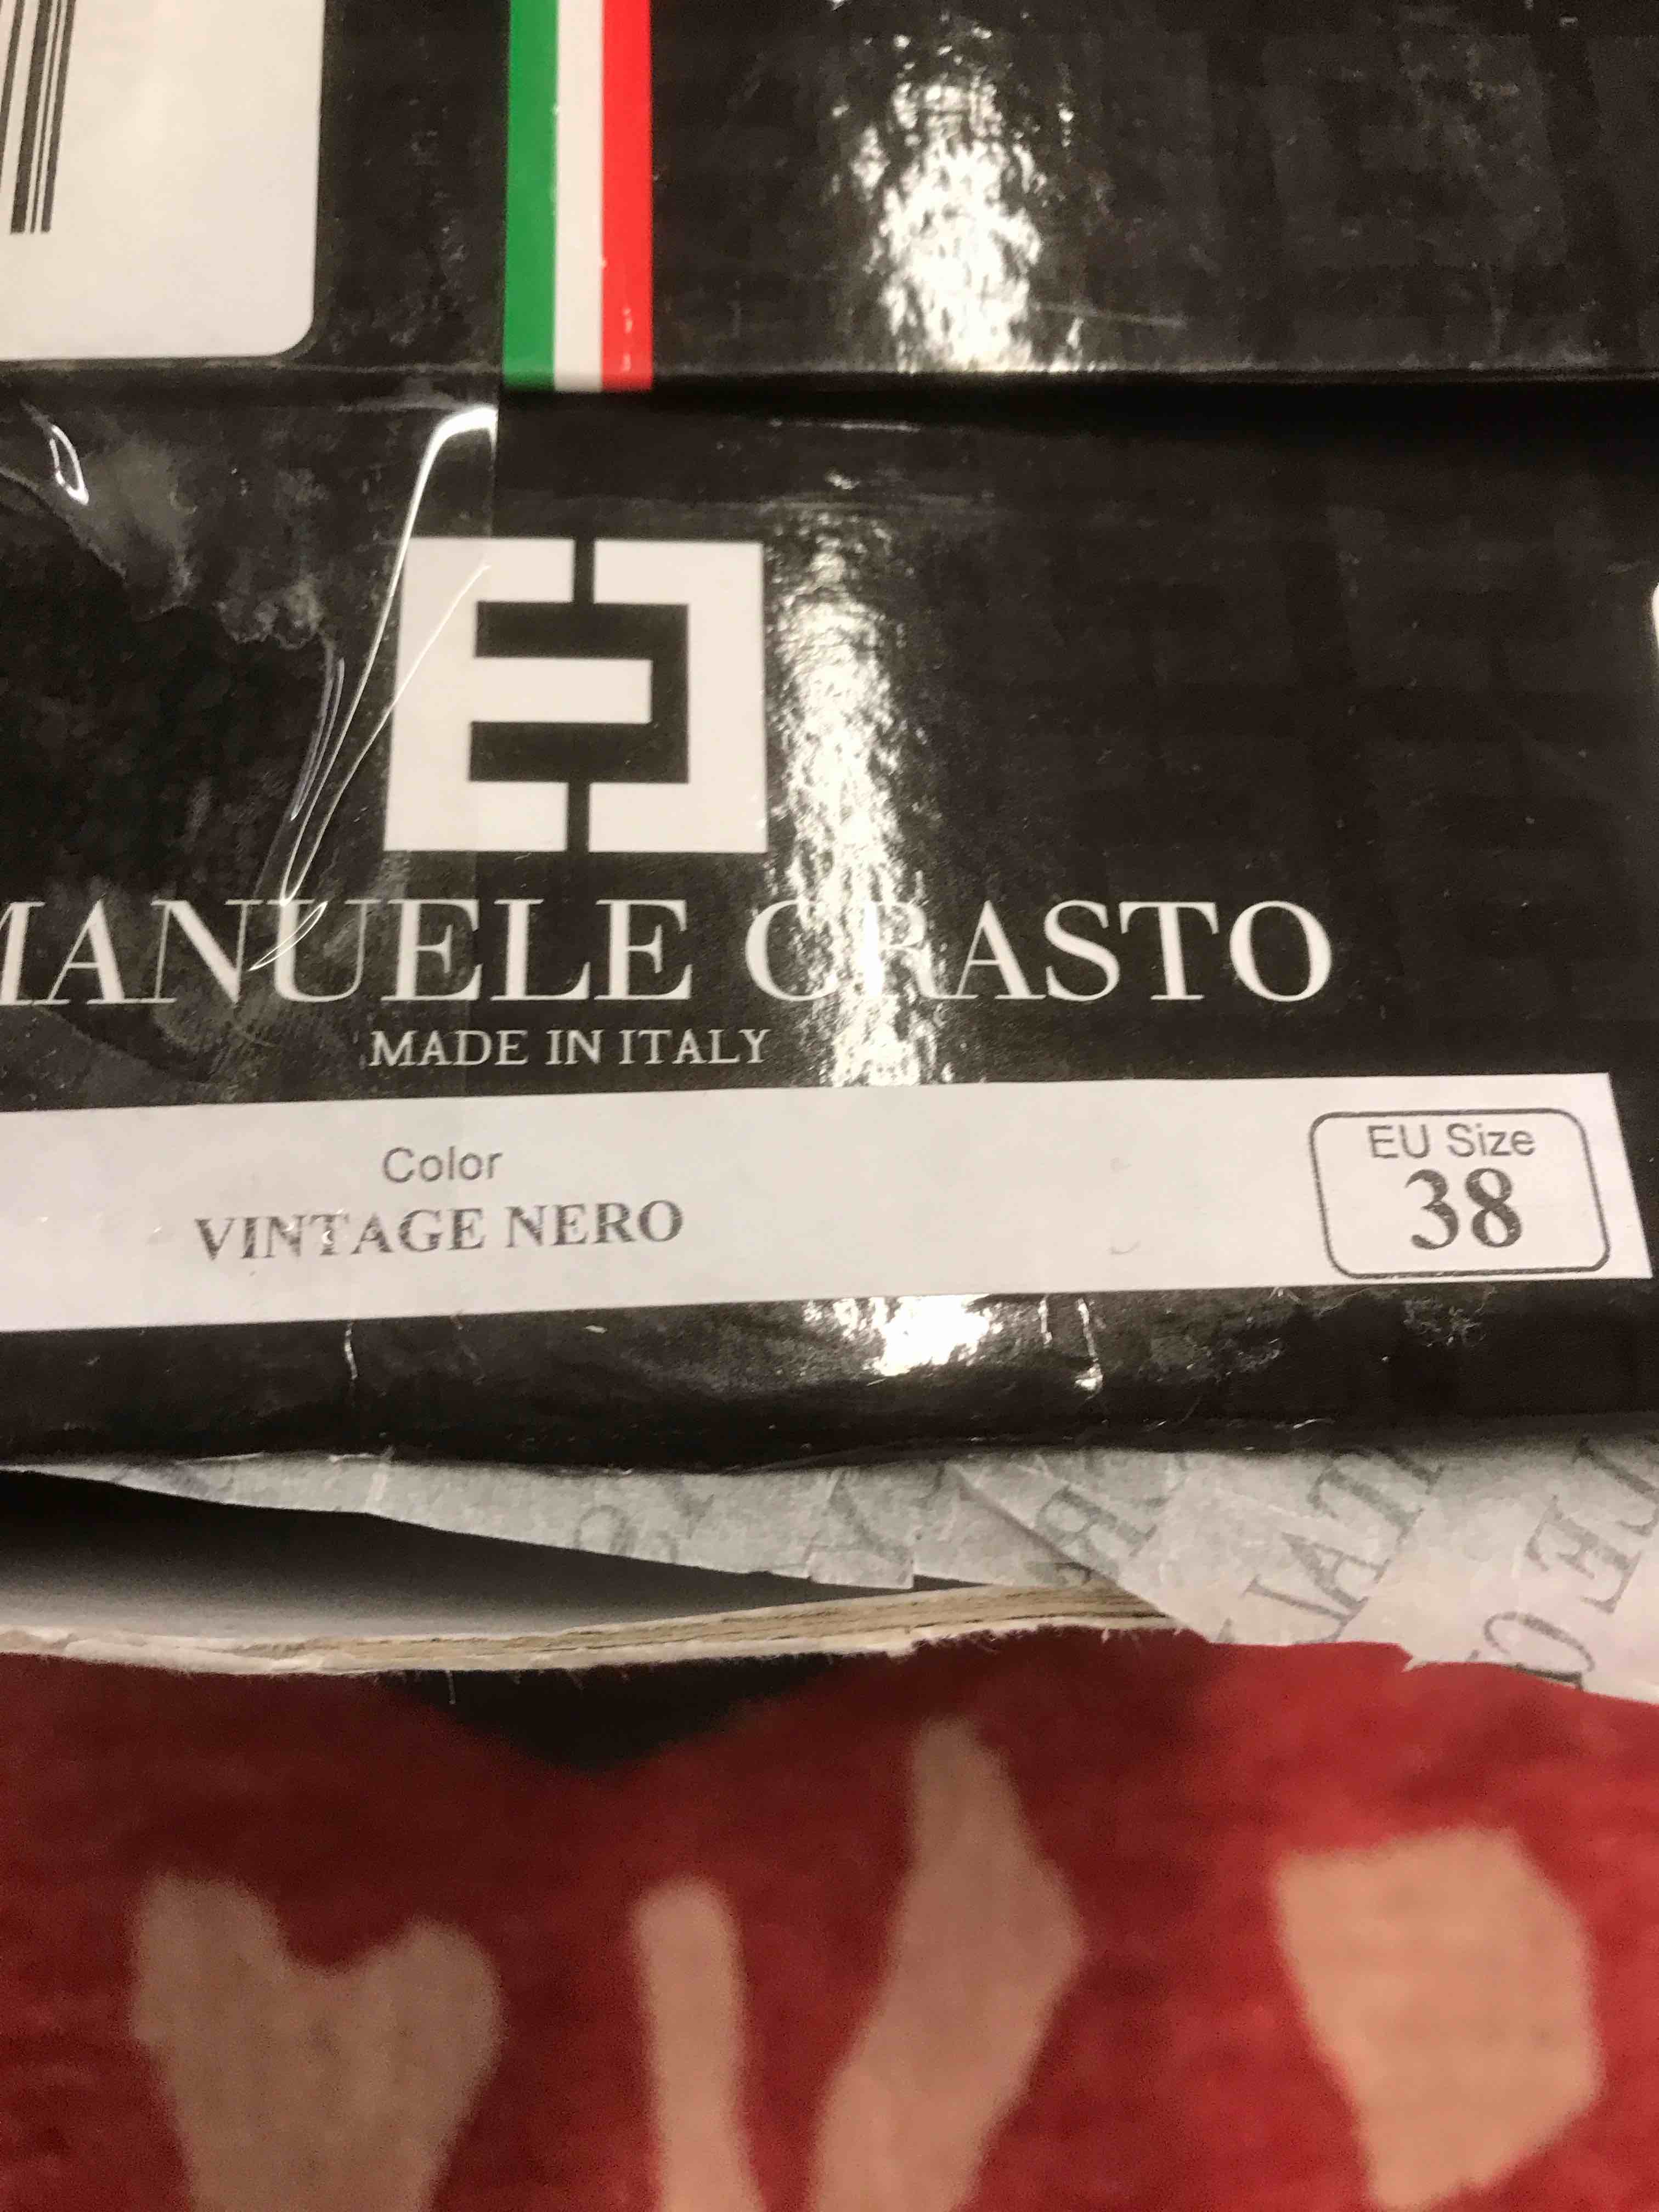 MANUELE CRASTO
MADE IN ITALY
Color
VINTAGE NERO
EU Size
38